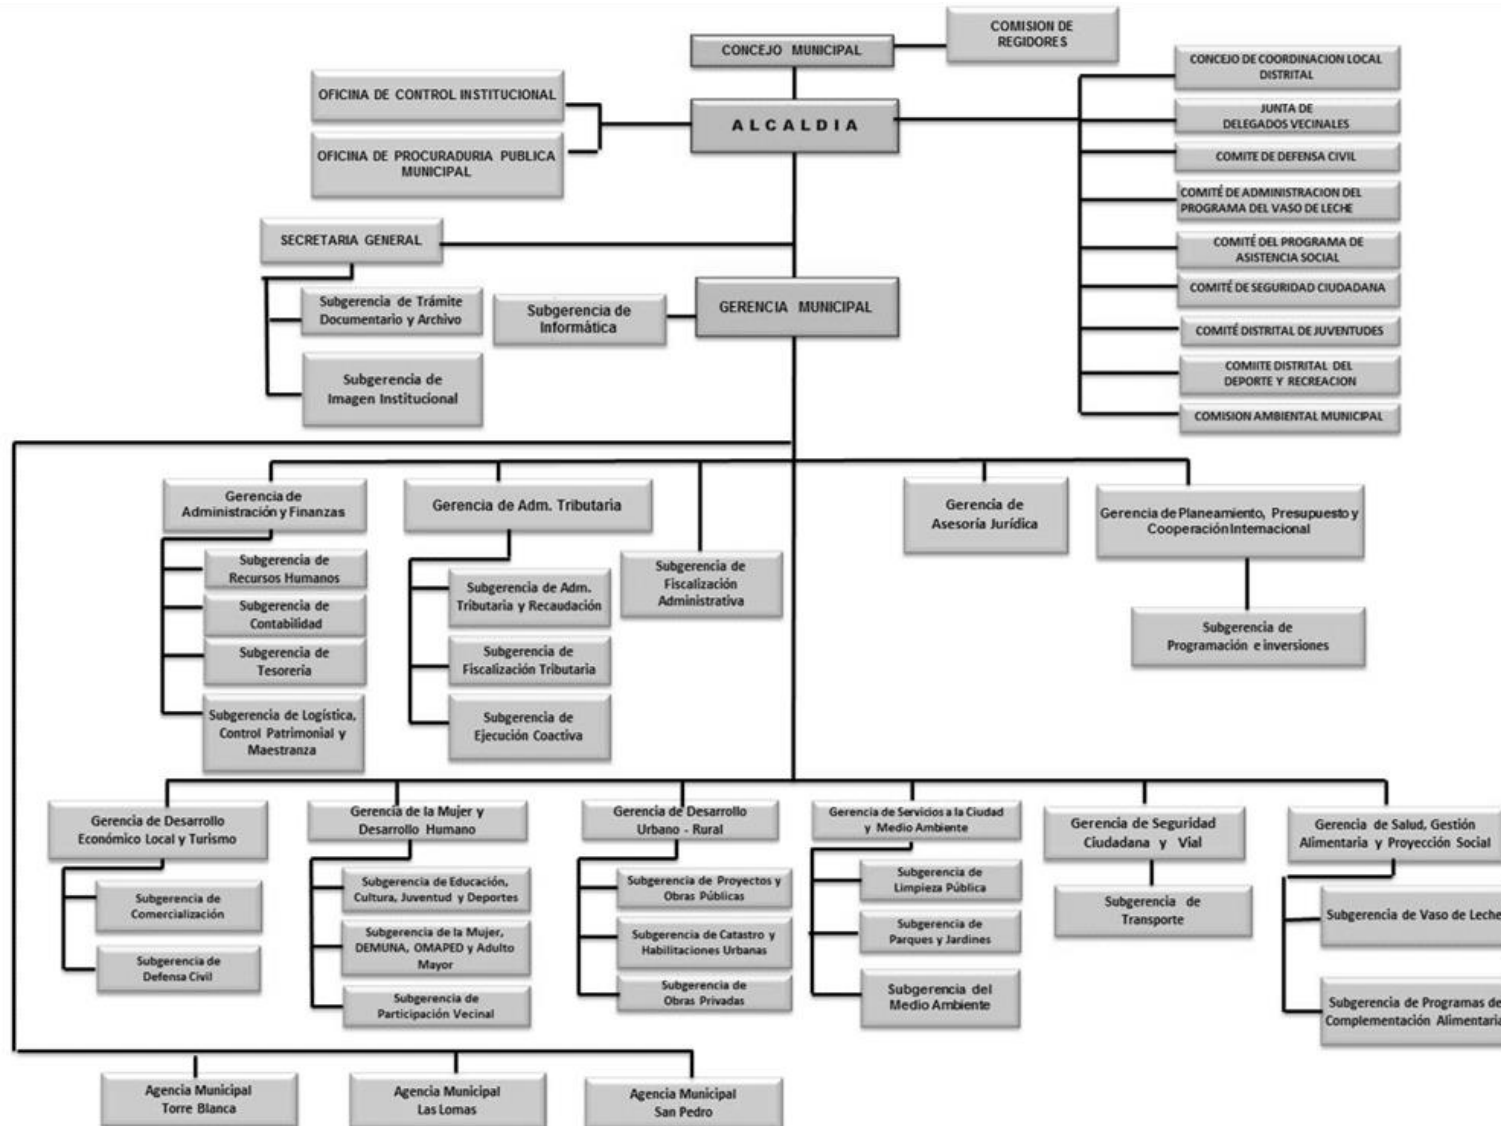 COMISION DE
REGIDORES
CONCEJO MUNICIPAL
OFICINA DE CONTROL INSTITUCIONAL
ALCALDIA
OFICINA DE PROCURADURIA PUBLICA
MUNICIPAL
CONCEJO DE COORDINACION LOCAL
DISTRITAL
JUNTA DE
DELEGADOS VECINALES
COMITE DE DEFENSA CIVIL
COMITÉ DE ADMINISTRACION DEL
PROGRAMA DEL VASO DE LECHE
COMITÉ DEL PROGRAMA DE
ASISTENCIA SOCIAL
COMITÉ DE SEGURIDAD CIUDADANA
COMITÉ DISTRITAL DE JUVENTUDES
COMIITE DISTRITAL DEL
DEPORTE Y RECREACION
COMISION AMBIENTAL MUNICIPAL
SECRETARIA GENERAL
Subgerencia de Trámite
Documentario y Archivo
Subgerencia de
Imagen Institucional
Subgerencia de
Informática
GERENCIA MUNICIPAL
Gerencia de
Administración y Finanzas
Subgerencia de
Recursos Humanos
Subgerencia de
Contabilidad
Subgerencia de
Tesorería
Subgerencia de Logística,
Control Patrimonial y
Maestranza
Gerencia de Adm. Tributaria
Subgerencia de Adm.
Tributaria y Recaudación
Subgerencia de
Fiscalización Tributaria
Subgerencia de
Ejecución Coactiva
Subgerencia de
Fiscalización
Administrativa
Gerencia de
Asesoría Jurídica
Gerencia de Planeamiento, Presupuesto y
Cooperación Internacional
Subgerencia de
Programación e inversiones
Gerencia de Desarrollo
Económico Local y Turismo
Subgerencia de
Comercialización
Subgerencia de
Defensa Civil
Gerencia de la Mujer y
Desarrollo Humano
Subgerencia de Educación,
Cultura, Juventud y Deportes
Subgerencia de la Mujer,
DEMUNA, OMAPED y Adulto
Mayor
Subgerencia de
Participación Vecinal
Gerencia de Desarrollo
Urbano - Rural
Subgerencia de Proyectos y
Obras Públicas
Subgerencia de Catastro y
Habilitaciones Urbanas
Subgerencia de
Obras Privadas
Gerencia de Servicios a la Ciudad
y Medio Ambiente
Subgerencia de
Limpieza Pública
Subgerencia de
Parques y Jardines
Subgerencia del
Medio Ambiente
Gerencia de Seguridad
Ciudadana y Vial
Subgerencia de
Transporte
Gerencia de Salud, Gestión
Alimentaria y Proyección Social
Subgerencia de Vaso de Leche
Subgerencia de Programas de
Complementación Alimentaria
Agencia Municipal
Torre Blanca
Agencia Municipal
Las Lomas
Agencia Municipal
San Pedro